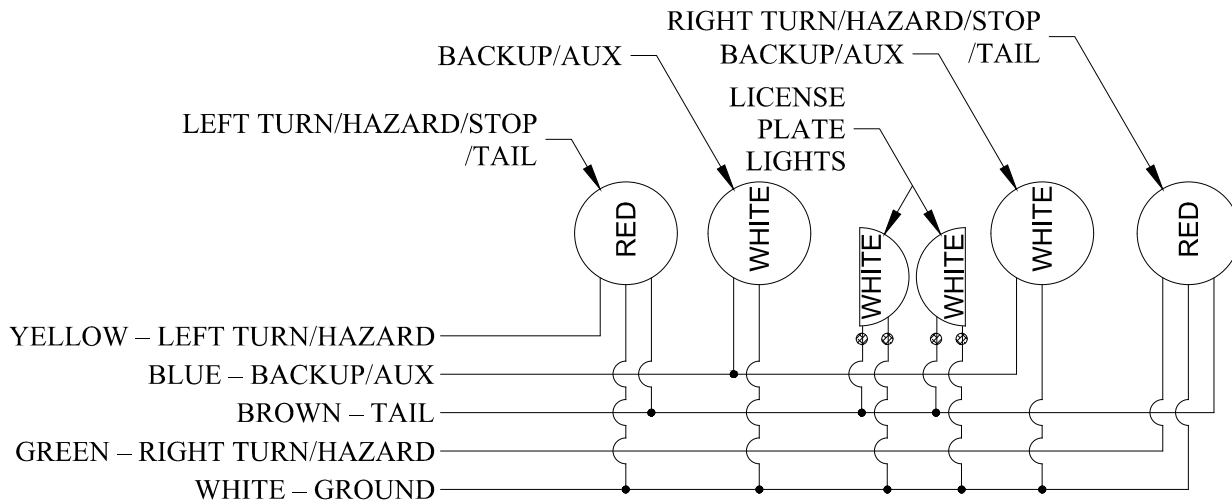 RIGHT TURN/HAZARD/STOP
/TAIL
BACKUP/AUX
BACKUP/AUX
LICENSE
PLATE
LIGHTS
LEFT TURN/HAZARD/STOP
/TAIL
RED
WHITE
WHITE
WHITE
WHITE
RED
YELLOW – LEFT TURN/HAZARD
BLUE – BACKUP/AUX
BROWN – TAIL
GREEN – RIGHT TURN/HAZARD
WHITE – GROUND